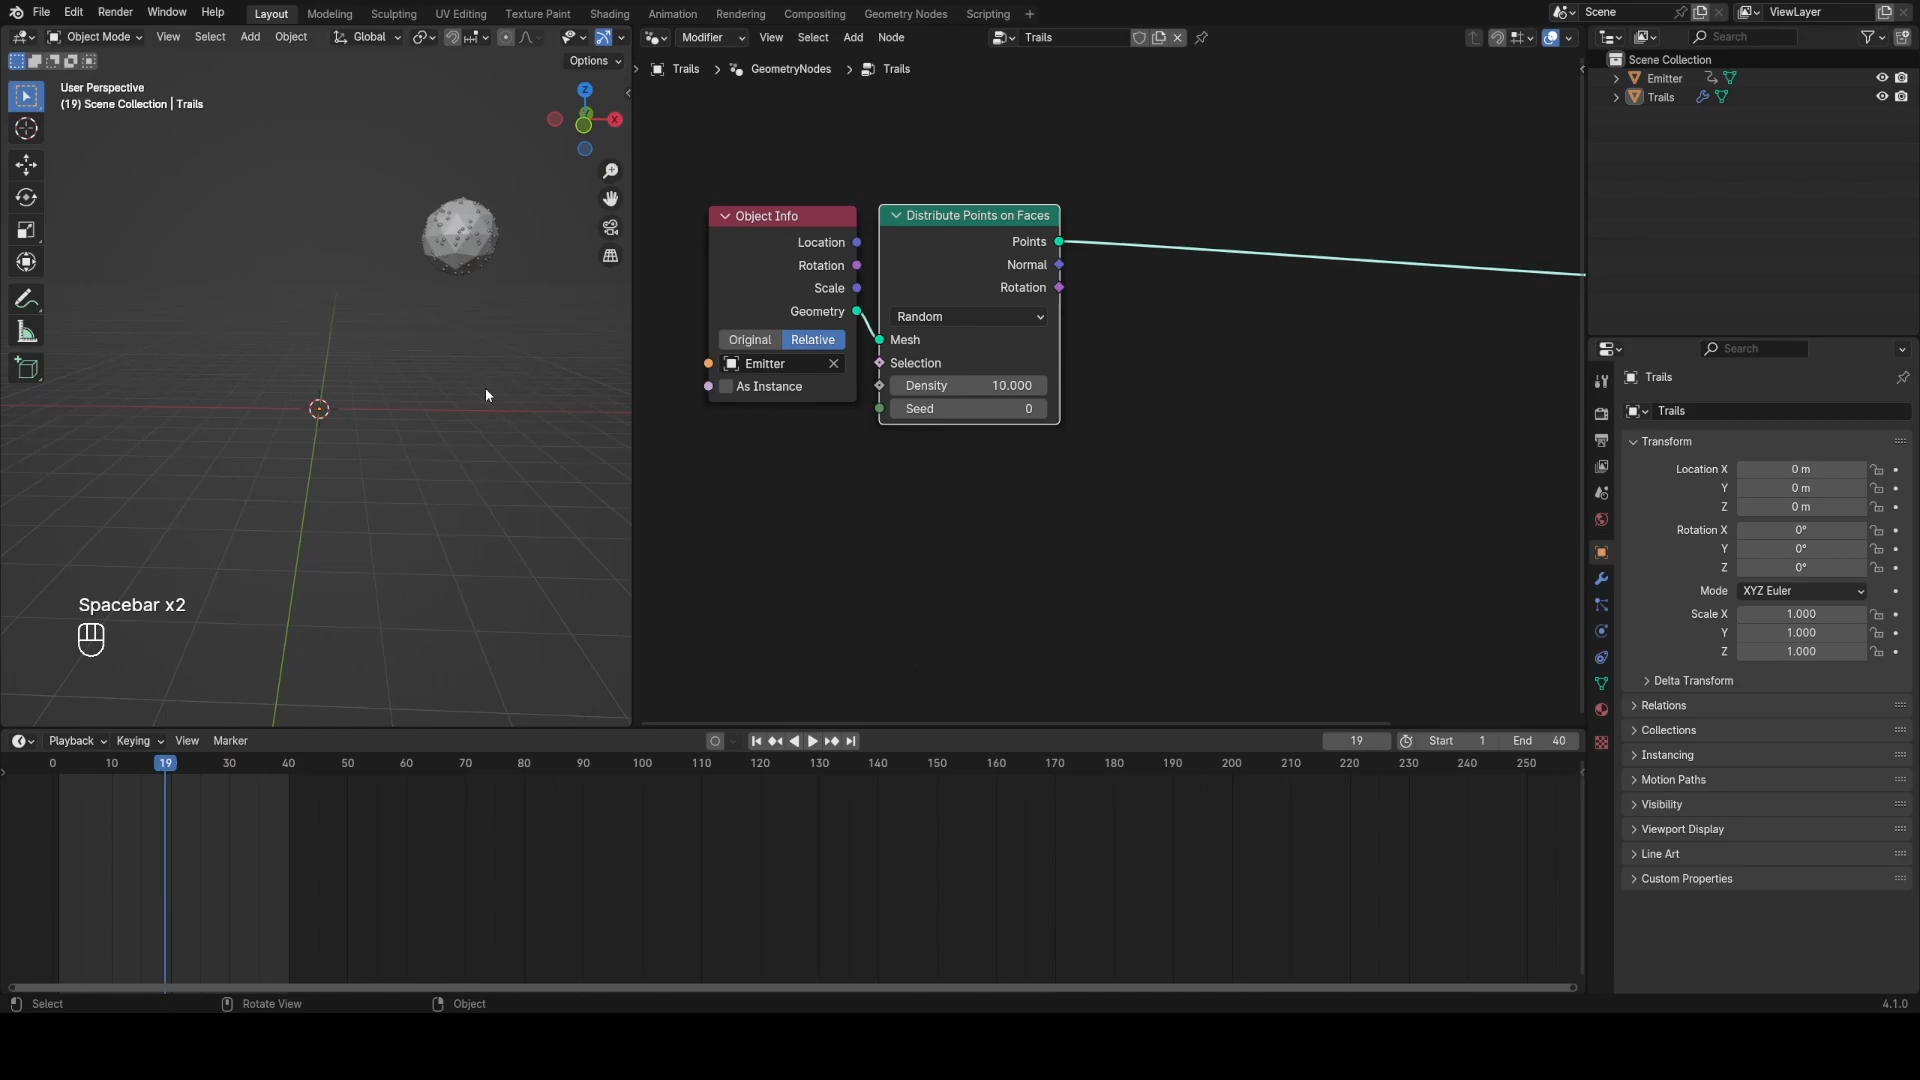 File Edit Render Window Help Layout Modeling Sculpting UV Editing Texture Paint Shading Animation Rendering Compositing Geometry Nodes Scripting + Scene ViewLayer
Object Mode View Select Add Object Global Modifier View Select Add Node Trails Search
Options
Trails > GeometryNodes > Trails
Scene Collection
Emitter
Trails
User Perspective
(19) Scene Collection | Trails
Z
X
Object Info
Location
Rotation
Scale
Geometry
Original Relative
Emitter
As Instance
Distribute Points on Faces
Points
Normal
Rotation
Random
Mesh
Selection
Density 10.000
Seed 0
Spacebar x2
Search
Trails
Trails
Transform
Location X 0 m
Y 0 m
Z 0 m
Rotation X 0°
Y 0°
Z 0°
Mode XYZ Euler
Scale X 1.000
Y 1.000
Z 1.000
Delta Transform
Relations
Collections
Instancing
Motion Paths
Visibility
Viewport Display
Line Art
Custom Properties
Playback Keying View Marker 19 Start 1 End 40
0 10 19 30 40 50 60 70 80 90 100 110 120 130 140 150 160 170 180 190 200 210 220 230 240 250
Select Rotate View Object 4.1.0